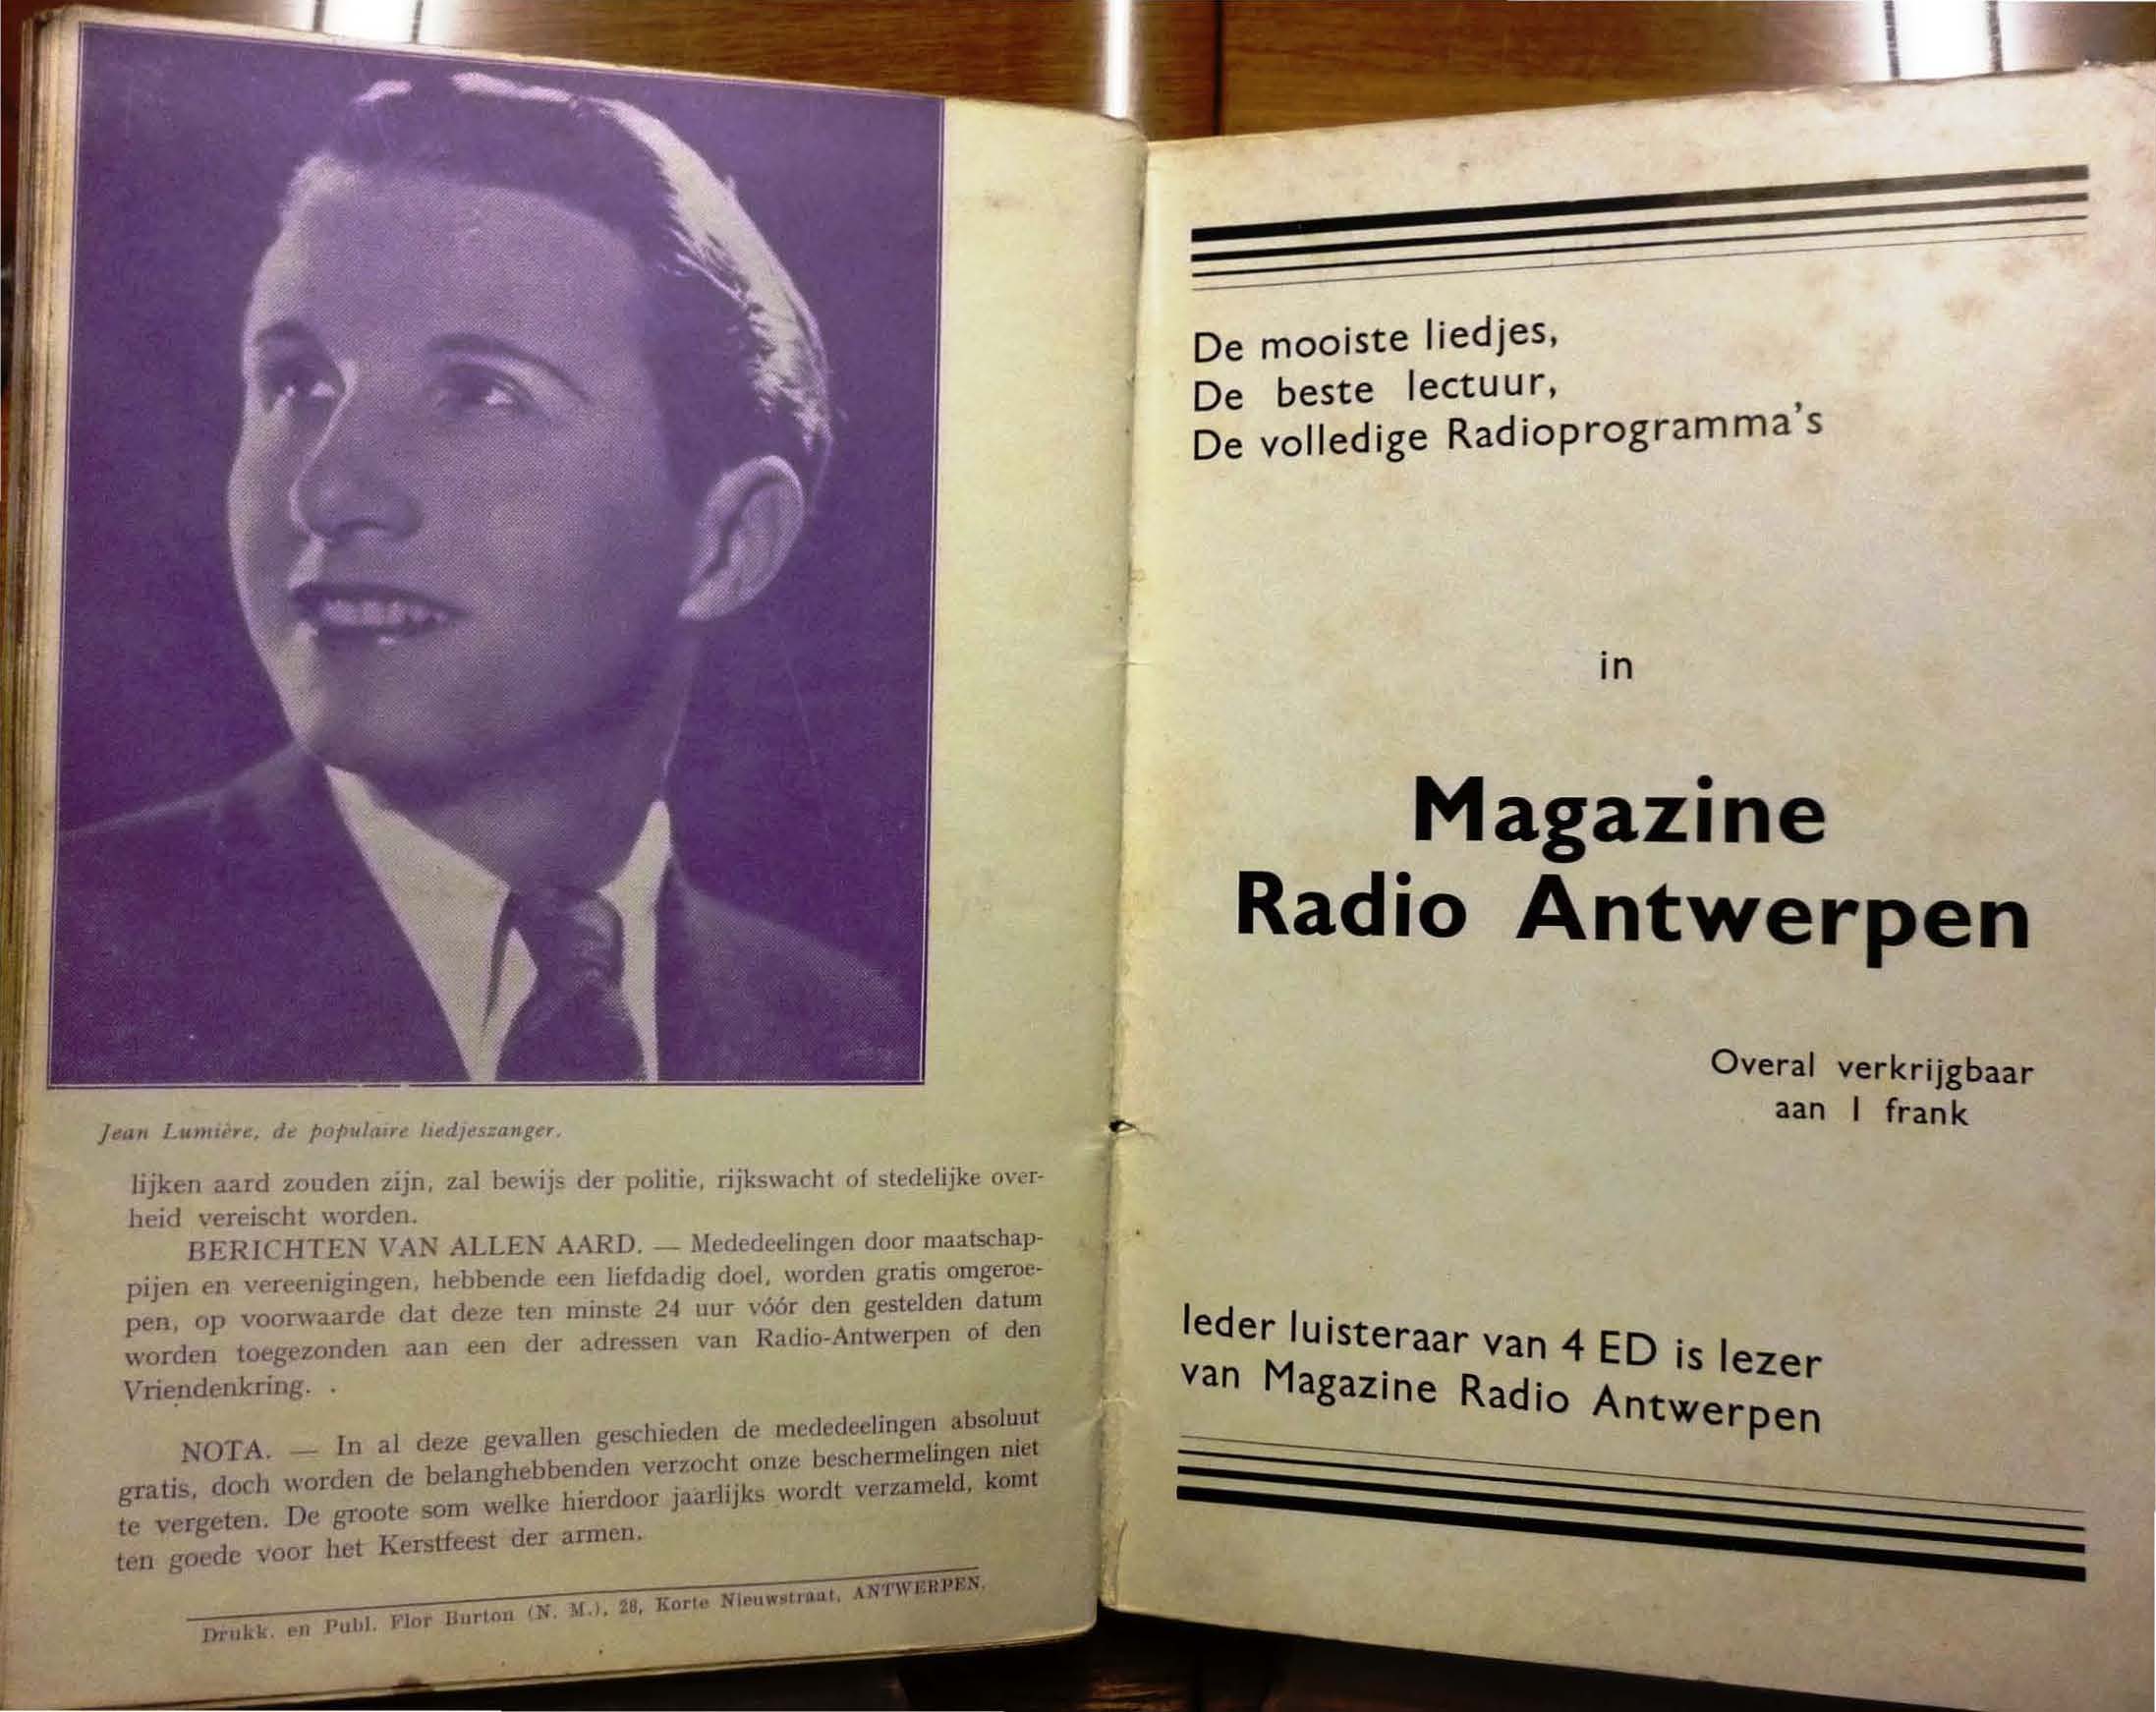 Jean Lumière, de populaire liedjeszanger.
lijken aard zouden zijn, zal bewijs der politie, rijkswacht of stedelijke over-
heid vereischt worden.
BERICHTEN VAN ALLEN AARD. — Mededeelingen door maatschap-
pijen en vereenigingen, hebbende een liefdadig doel, worden gratis omgeroe-
pen, op voorwaarde dat deze ten minste 24 uur vóór den gestelden datum
worden toegezonden aan een der adressen van Radio-Antwerpen of den
Vriendenkring.
NOTA. — In al deze gevallen geschieden de mededeelingen absoluut
gratis, doch worden de belanghebbenden verzocht onze beschermelingen niet
te vergeten. De groote som welke hierdoor jaarlijks wordt verzameld, komt
ten goede voor het Kerstfeest der armen.
Drukk. en Publ. Flor Burton (N. M.), 28, Korte Nieuwstraat, ANTWERPEN.
De mooiste liedjes,
De beste lectuur,
De volledige Radioprogramma's
in
Magazine
Radio Antwerpen
Overal verkrijgbaar
aan 1 frank
Ieder luisteraar van 4 ED is lezer
van Magazine Radio Antwerpen